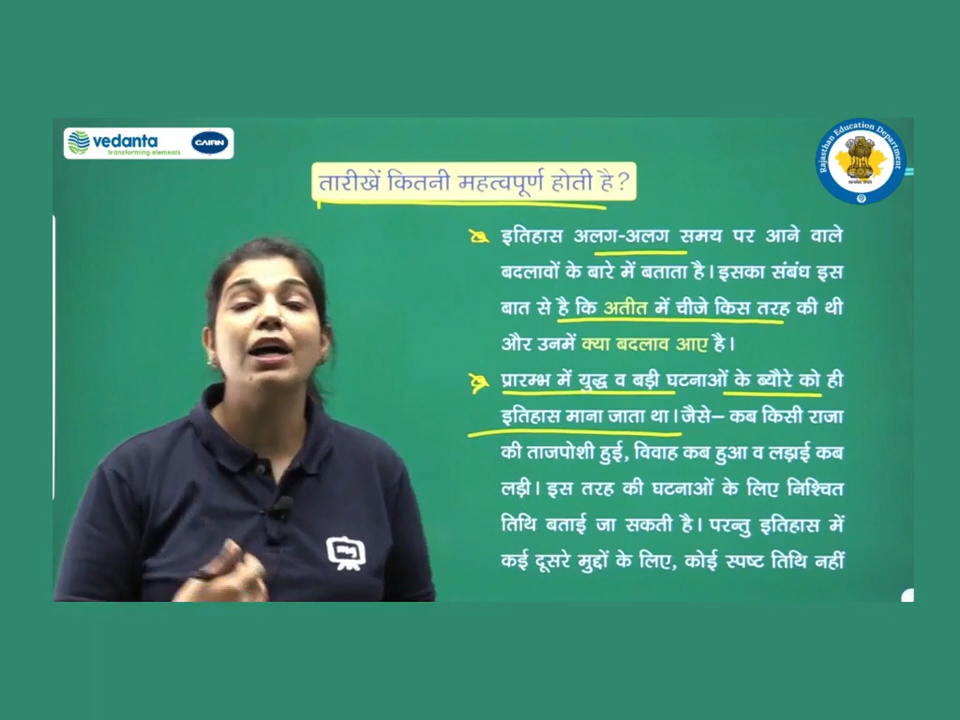 vedanta
transforming elements
CAIRN
Rajasthan Education Department
तारीखें कितनी महत्वपूर्ण होती है?
इतिहास अलग-अलग समय पर आने वाले
बदलावों के बारे में बताता है। इसका संबंध इस
बात से है कि अतीत में चीजे किस तरह की थी
और उनमें क्या बदलाव आए है।
प्रारम्भ में युद्ध व बड़ी घटनाओं के ब्यौरे को ही
इतिहास माना जाता था। जैसे– कब किसी राजा
की ताजपोशी हुई, विवाह कब हुआ व लड़ाई कब
लड़ी। इस तरह की घटनाओं के लिए निश्चित
तिथि बताई जा सकती है। परन्तु इतिहास में
कई दूसरे मुद्दों के लिए, कोई स्पष्ट तिथि नहीं